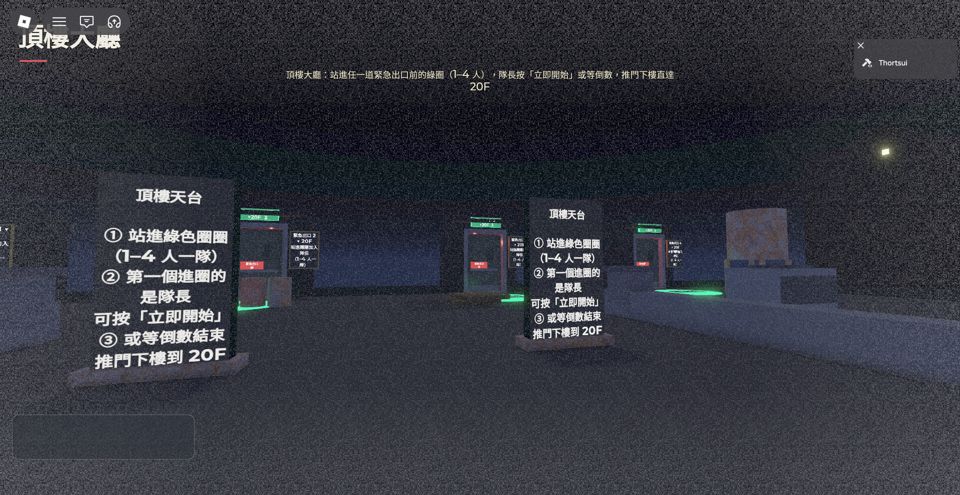 頂樓大廳
頂樓大廳：站進任一道緊急出口前的綠圈（1–4 人），隊長按「立即開始」或等倒數，推門下樓直達
20F
Thortsui
頂樓天台
① 站進綠色圈圈
（1–4 人一隊）
② 第一個進圈的
是隊長
可按「立即開始」
③ 或等倒數結束
推門下樓到 20F
緊急出口 2
頂樓天台
① 站進綠色圈圈
（1–4 人一隊）
② 第一個進圈的
是隊長
可按「立即開始」
③ 或等倒數結束
推門下樓到 20F